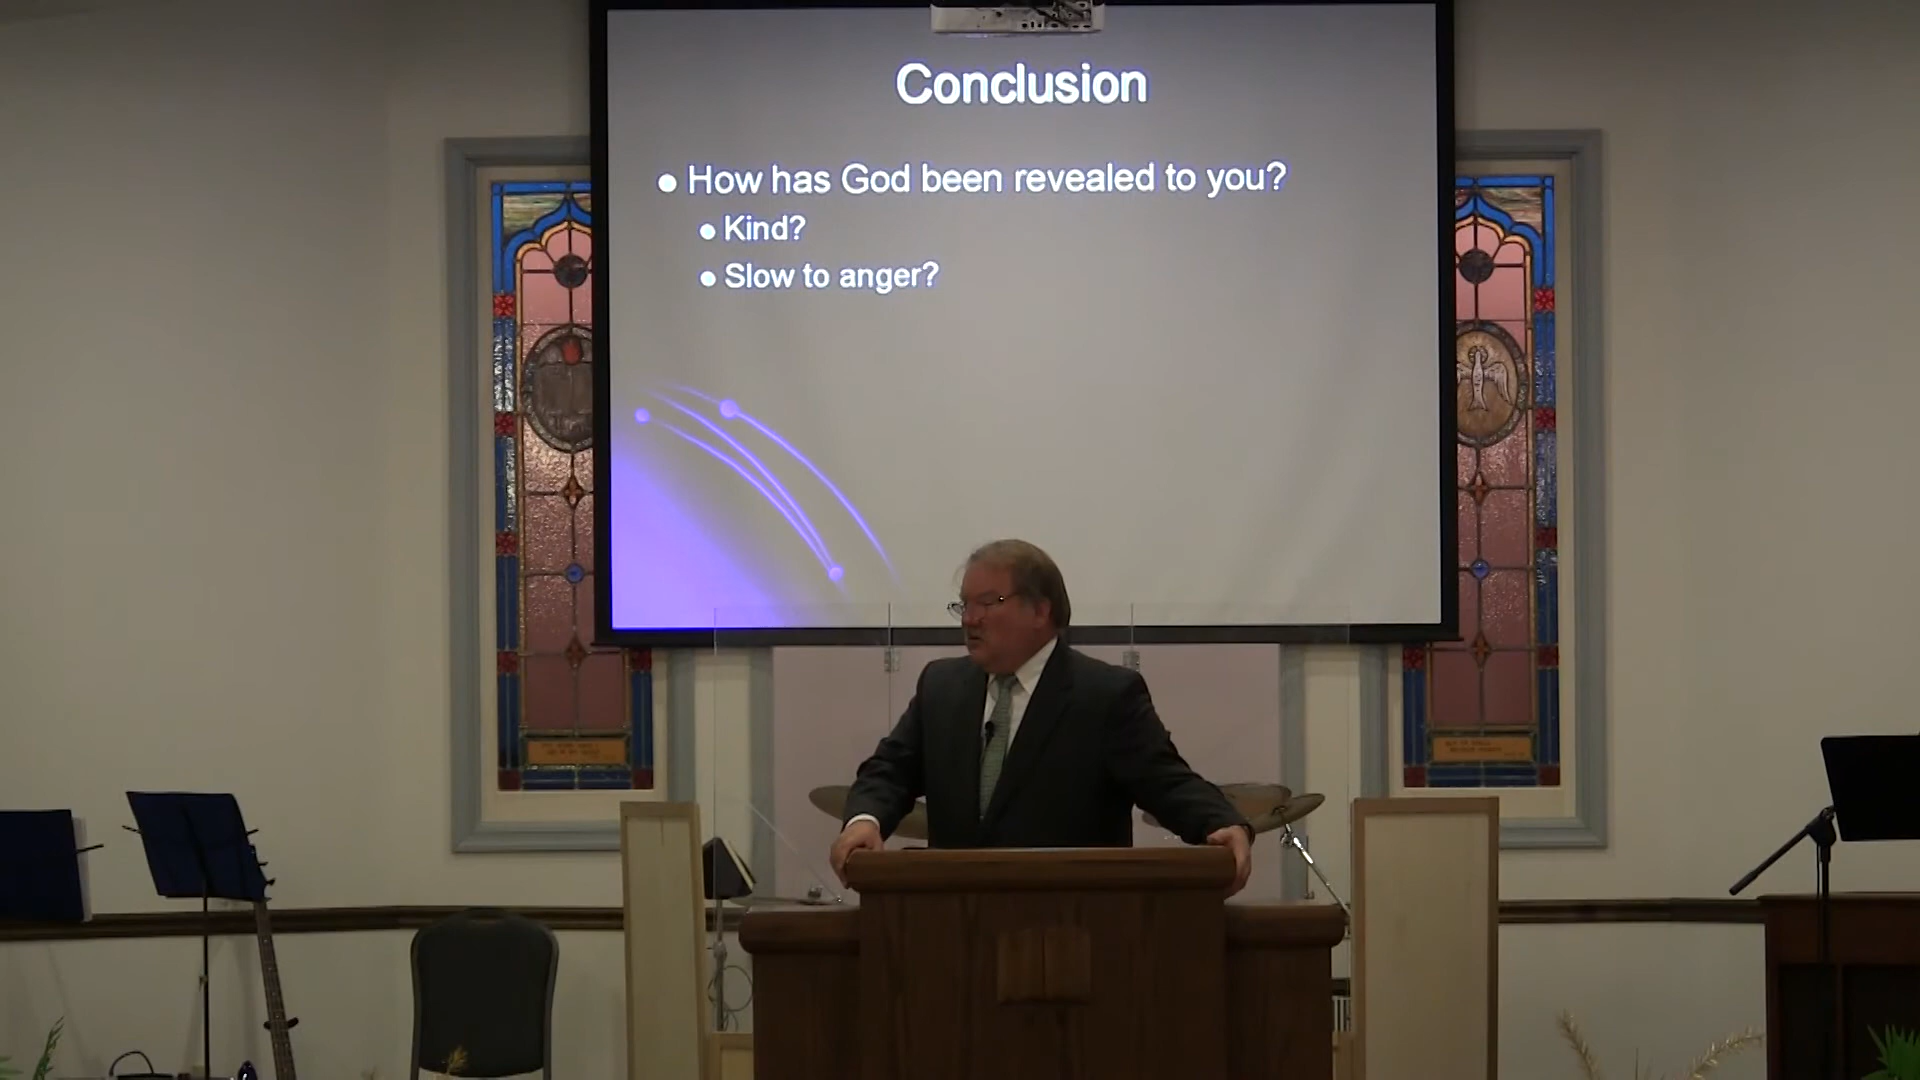 Conclusion
How has God been revealed to you?
Kind?
Slow to anger?